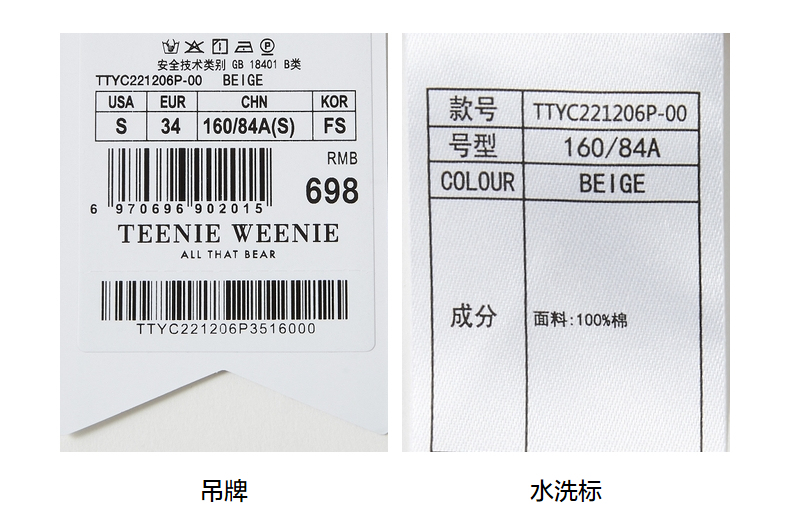 安全技术类别 GB 18401 B类
TTYC221206P-00 BEIGE
USA EUR CHN KOR
S 34 160/84A(S) FS
RMB
698
6 970696 902015
TEENIE WEENIE
ALL THAT BEAR
TTYC221206P3516000
吊牌
款号 TTYC221206P-00
号型 160/84A
COLOUR BEIGE
成分 面料:100%棉
水洗标